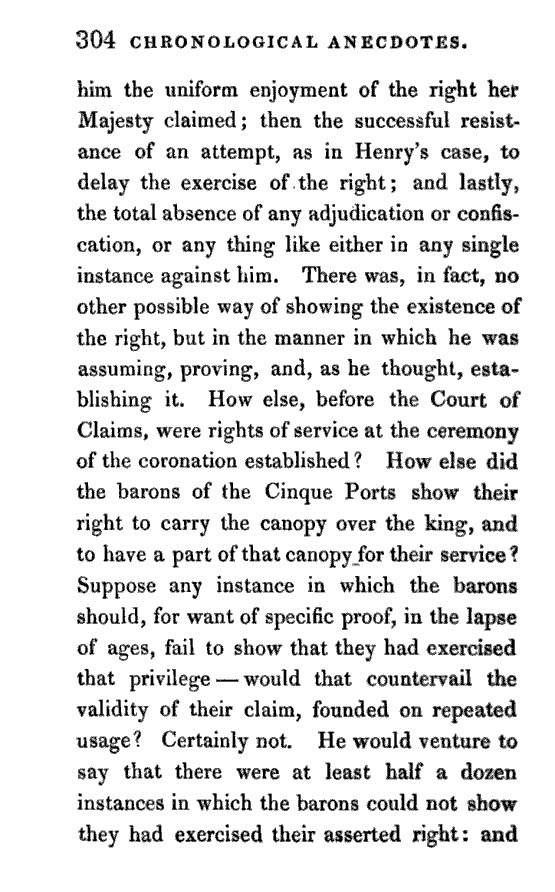 304 CHRONOLOGICAL ANECDOTES.
him the uniform enjoyment of the right her
Majesty claimed; then the successful resist-
ance of an attempt, as in Henry's case, to
delay the exercise of the right; and lastly,
the total absence of any adjudication or confis-
cation, or any thing like either in any single
instance against him. There was, in fact, no
other possible way of showing the existence of
the right, but in the manner in which he was
assuming, proving, and, as he thought, esta-
blishing it. How else, before the Court of
Claims, were rights of service at the ceremony
of the coronation established? How else did
the barons of the Cinque Ports show their
right to carry the canopy over the king, and
to have a part of that canopy for their service?
Suppose any instance in which the barons
should, for want of specific proof, in the lapse
of ages, fail to show that they had exercised
that privilege — would that countervail the
validity of their claim, founded on repeated
usage? Certainly not. He would venture to
say that there were at least half a dozen
instances in which the barons could not show
they had exercised their asserted right: and